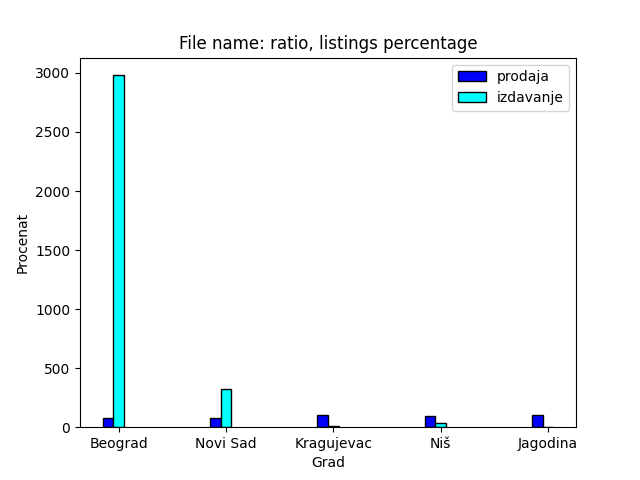 File name: ratio, listings percentage
prodaja
izdavanje
Procenat
3000
2500
2000
1500
1000
500
0
Beograd Novi Sad Kragujevac Niš Jagodina
Grad